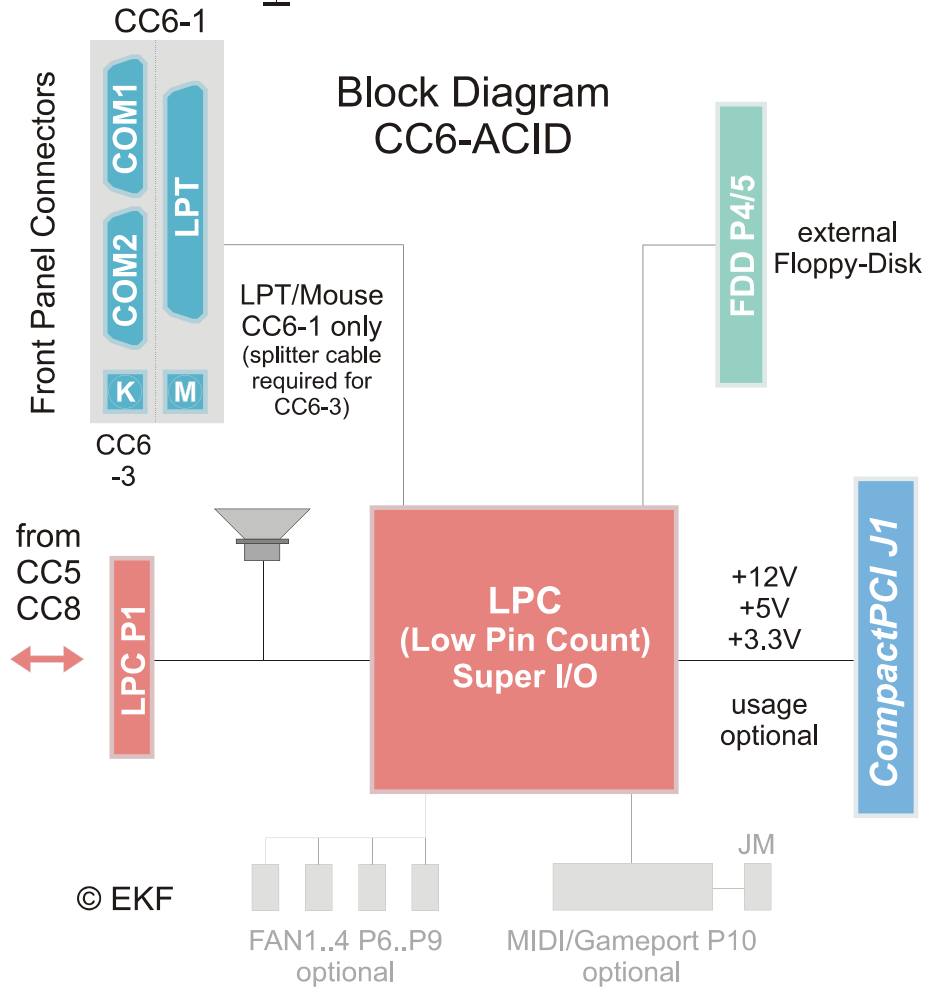 CC6-1
Block Diagram
CC6-ACID
Front Panel Connectors
COM1
COM2
LPT
K
M
CC6
-3
LPT/Mouse
CC6-1 only
(splitter cable
required for
CC6-3)
FDD P4/5
external
Floppy-Disk
from
CC5
CC8
LPC P1
LPC
(Low Pin Count)
Super I/O
+12V
+5V
+3.3V
usage
optional
CompactPCI J1
JM
© EKF
FAN1..4 P6..P9
optional
MIDI/Gameport P10
optional